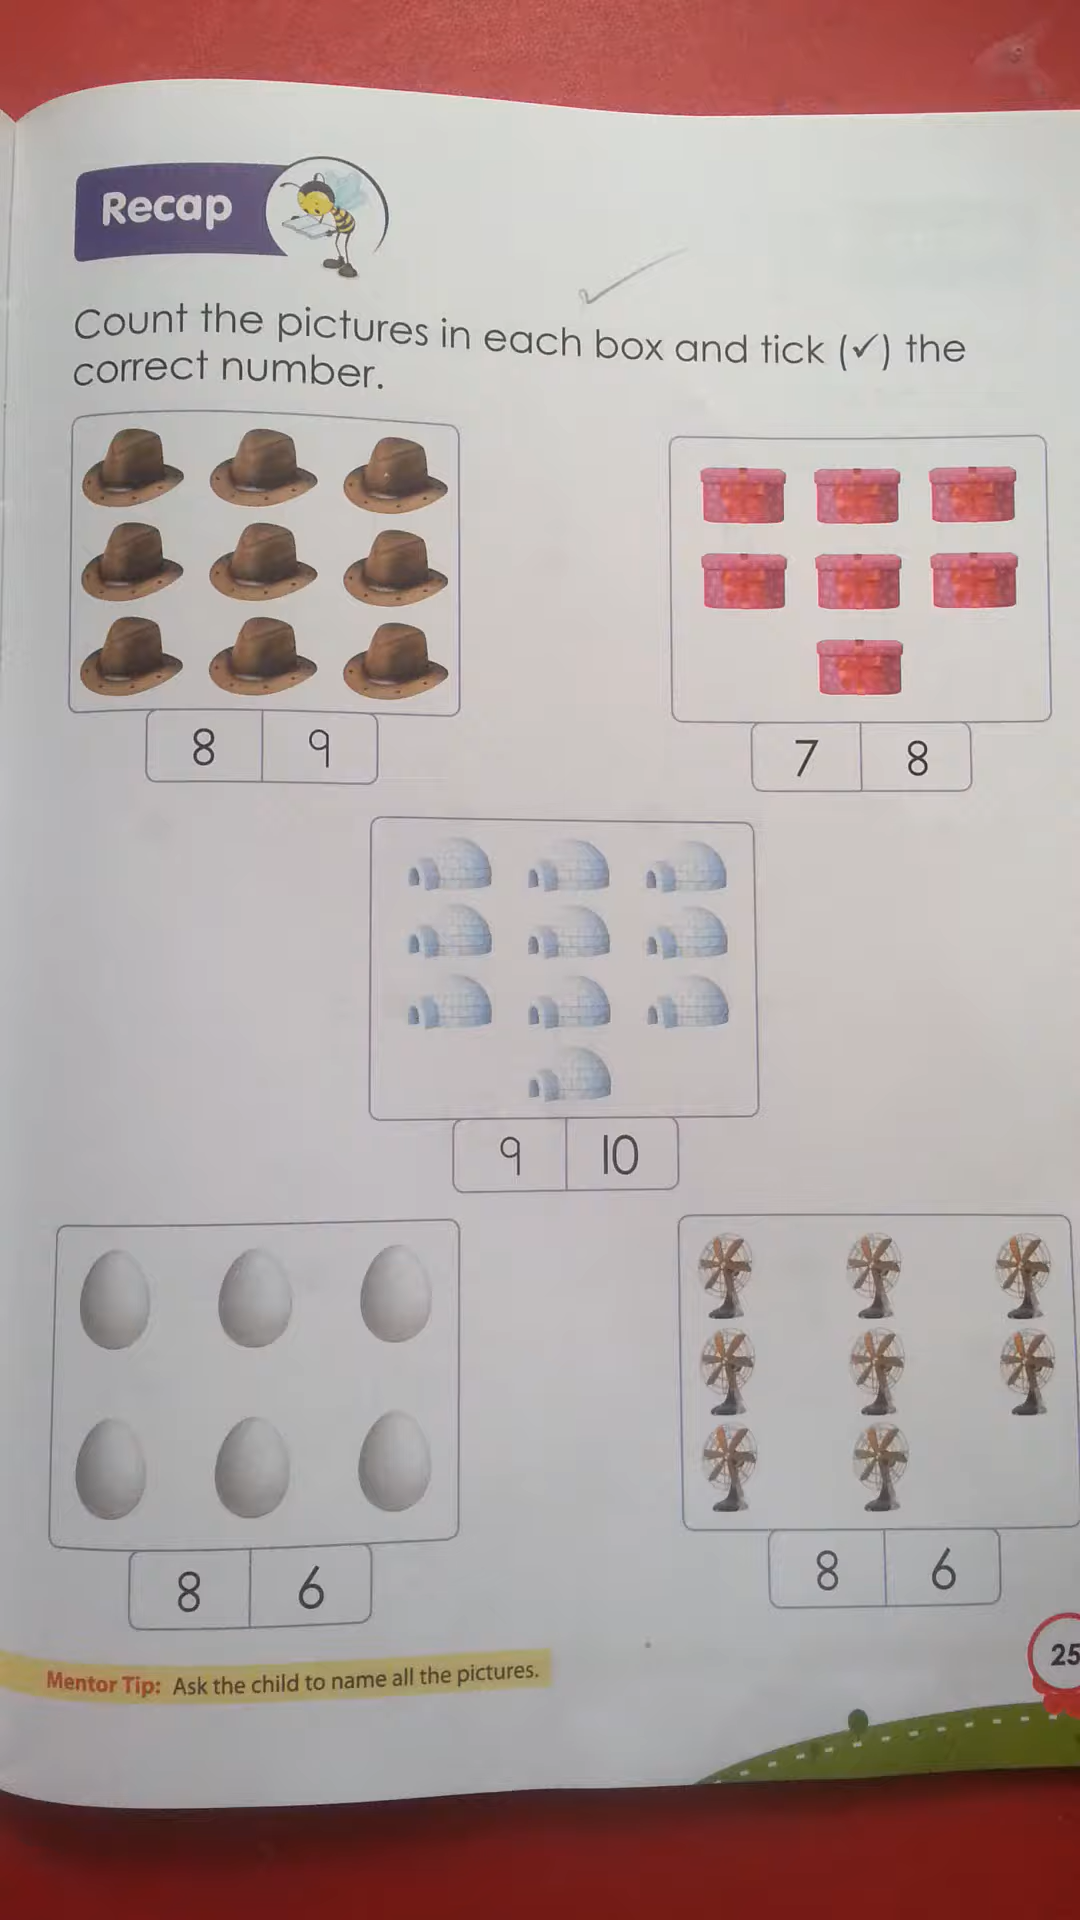 Recap
Count the pictures in each box and tick (✓) the
correct number.
8 9
7 8
9 10
8 6
8 6
Mentor Tip: Ask the child to name all the pictures.
25